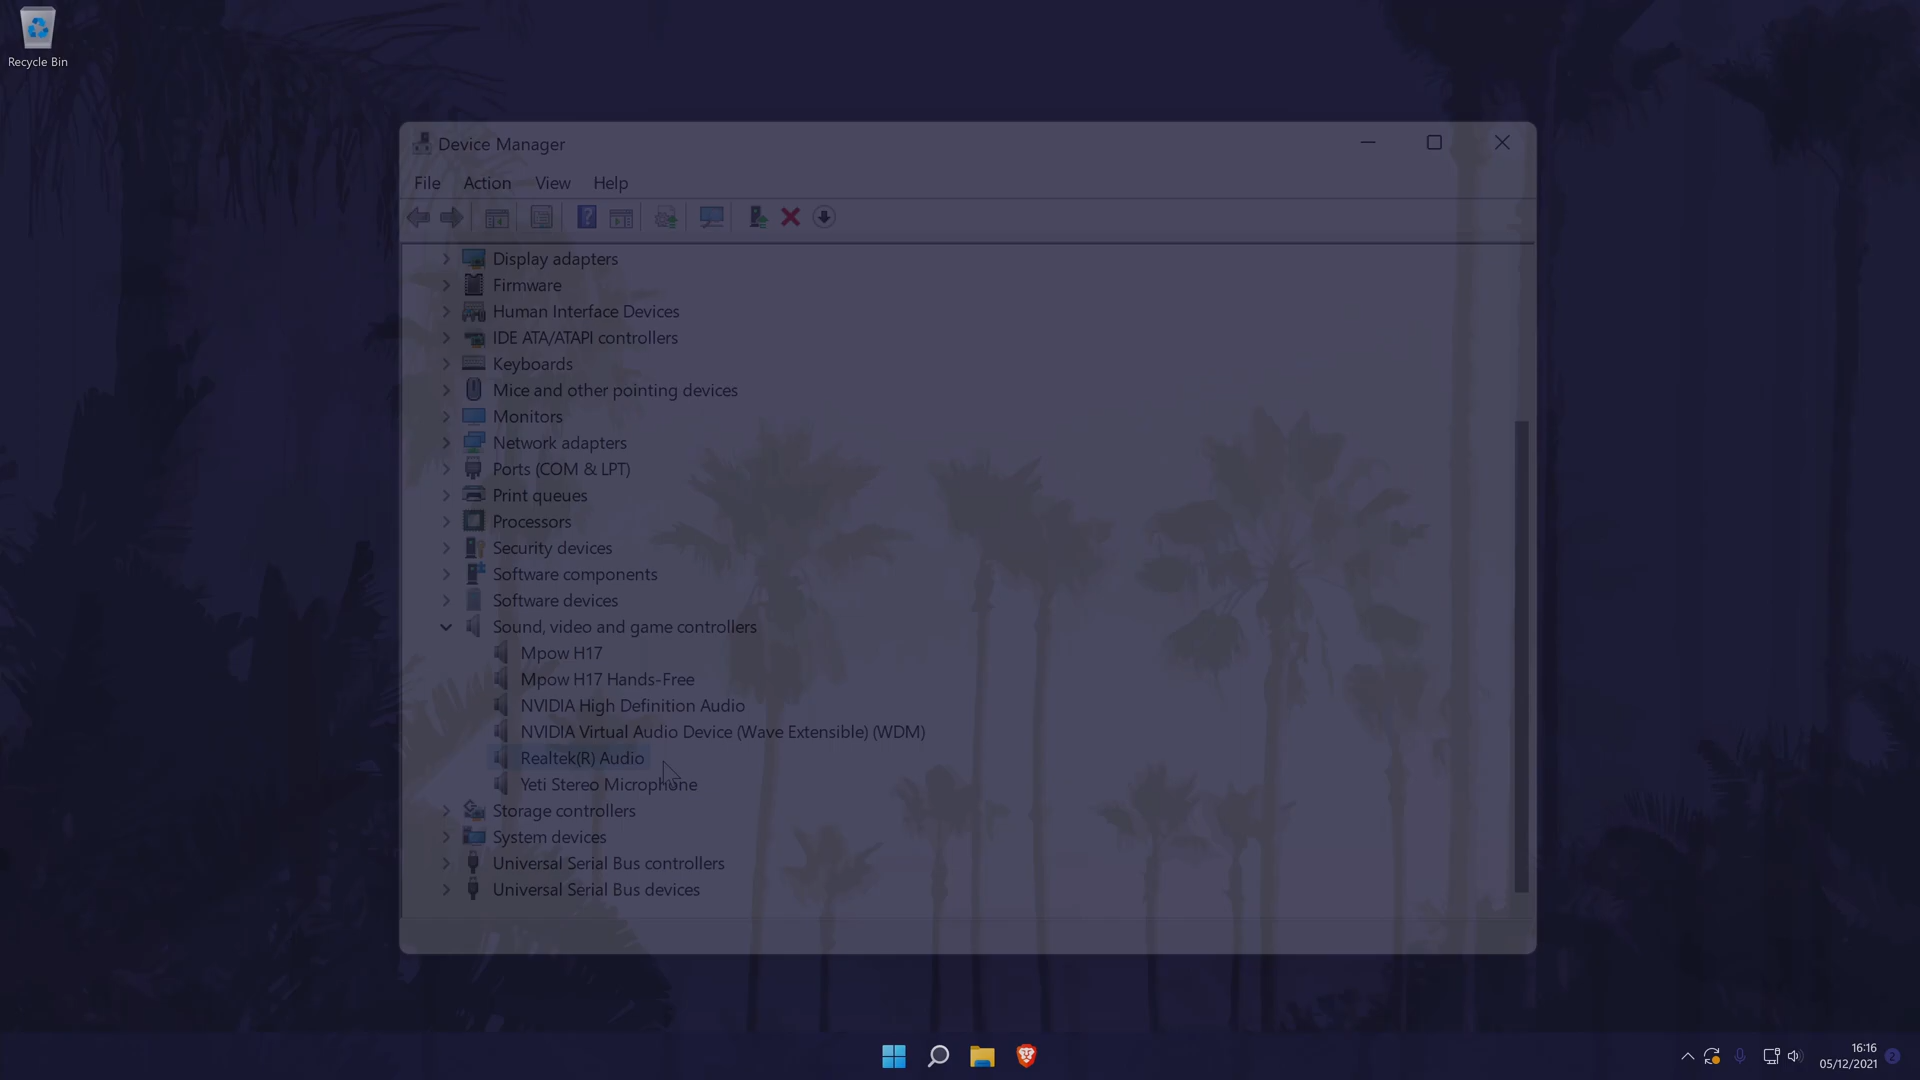 Recycle Bin
Device Manager
File Action View Help
Display adapters
Firmware
Human Interface Devices
IDE ATA/ATAPI controllers
Keyboards
Mice and other pointing devices
Monitors
Network adapters
Ports (COM & LPT)
Print queues
Processors
Security devices
Software components
Software devices
Sound, video and game controllers
Mpow H17
Mpow H17 Hands-Free
NVIDIA High Definition Audio
NVIDIA Virtual Audio Device (Wave Extensible) (WDM)
Realtek(R) Audio
Yeti Stereo Microphone
Storage controllers
System devices
Universal Serial Bus controllers
Universal Serial Bus devices
16:16
05/12/2021
2